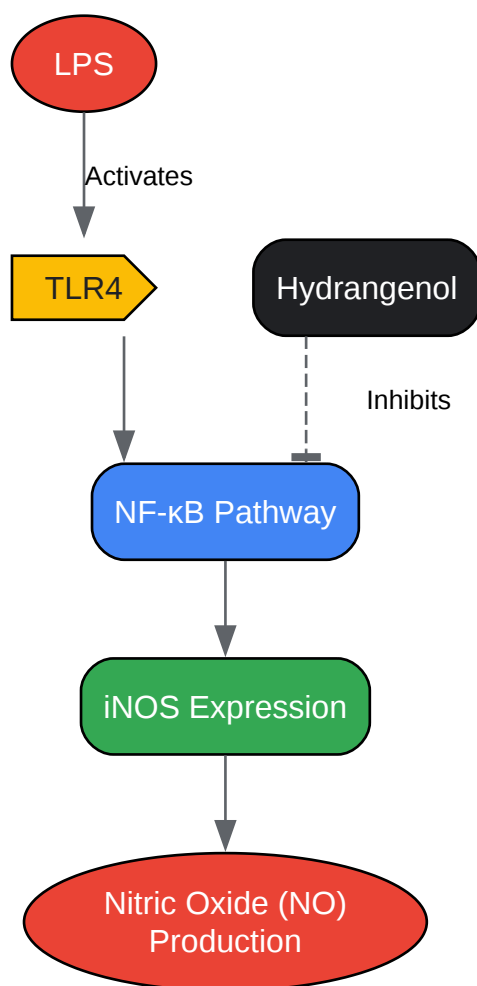 LPS
Activates
TLR4
Hydrangenol
Inhibits
NF-κB Pathway
iNOS Expression
Nitric Oxide (NO)
Production